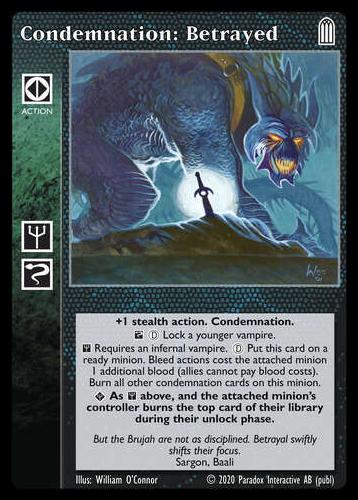 Condemnation: Betrayed
ACTION
+1 stealth action. Condemnation.
D Lock a younger vampire.
Requires an infernal vampire. D Put this card on a
ready minion. Bleed actions cost the attached minion
1 additional blood (allies cannot pay blood costs).
Burn all other condemnation cards on this minion.
As above, and the attached minion's
controller burns the top card of their library
during their unlock phase.
But the Brujah are not as disciplined. Betrayal swiftly
shifts their focus.
Sargon, Baali
Illus: William O'Connor © 2020 Paradox Interactive AB (publ)